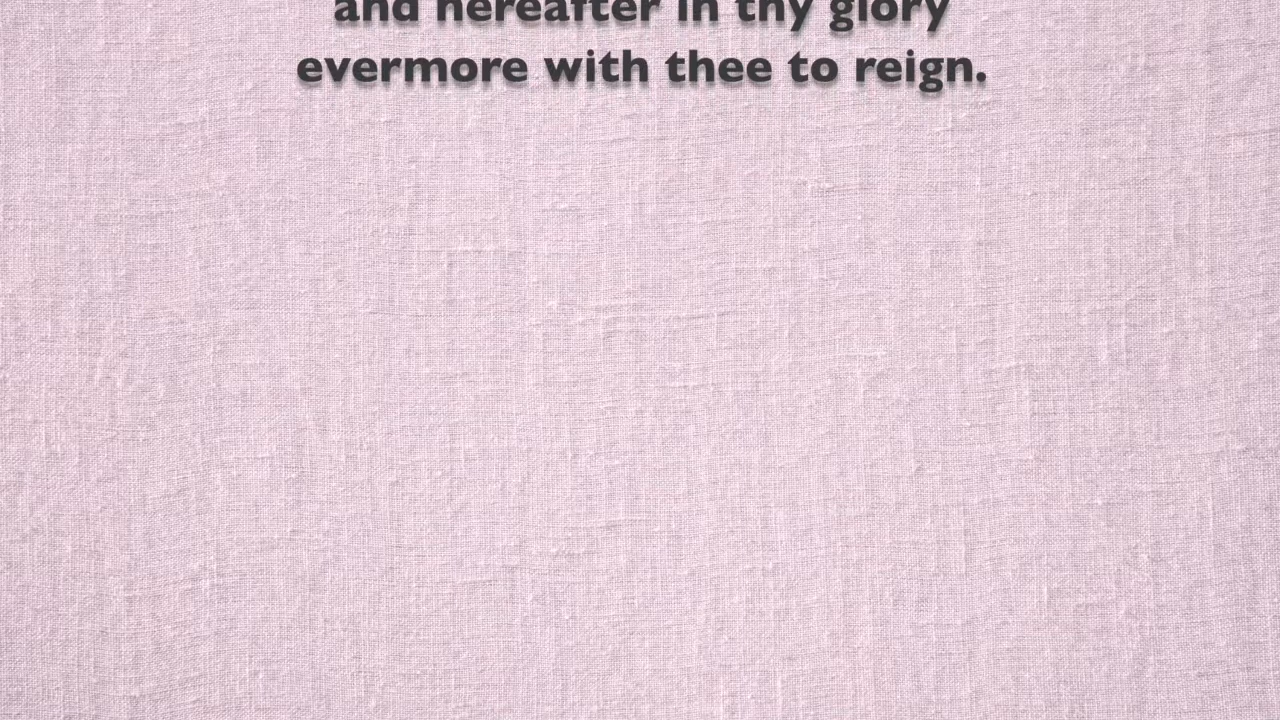 and hereafter in thy glory
evermore with thee to reign.